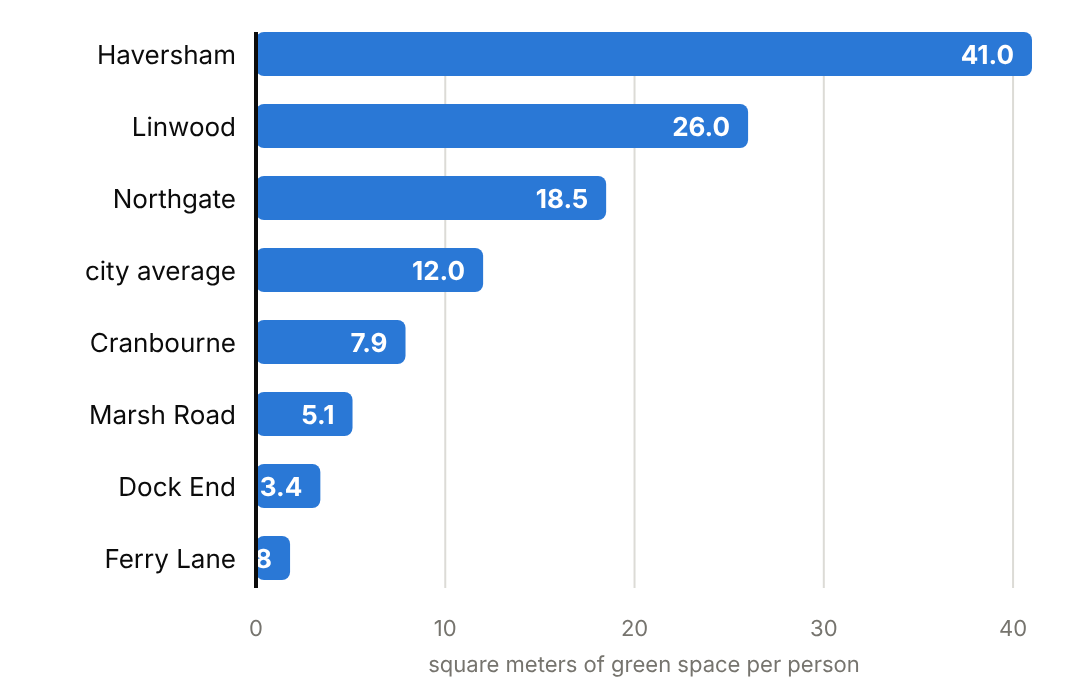 Haversham 41.0
Linwood 26.0
Northgate 18.5
city average 12.0
Cranbourne 7.9
Marsh Road 5.1
Dock End 3.4
Ferry Lane 8
0 10 20 30 40
square meters of green space per person